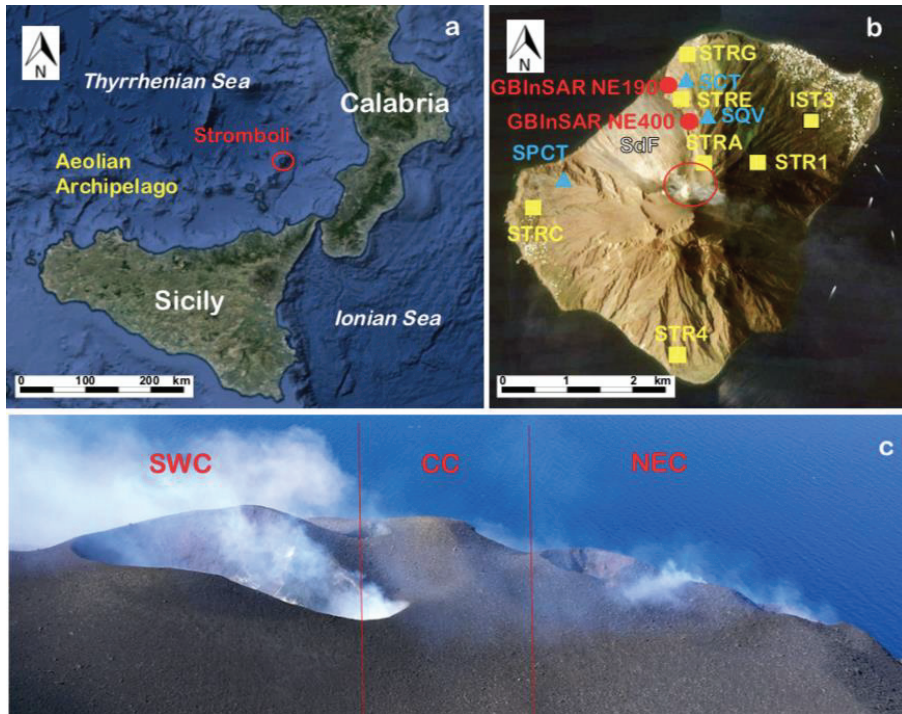 a
N
Thyrrhenian Sea
Calabria
Stromboli
Aeolian
Archipelago
Sicily
Ionian Sea
0 100 200 km
b
N
STRG
GBInSAR NE190
SCT
STRE
IST3
GBInSAR NE400
SQV
SdF
STRA
SPCT
STR1
STRC
STR4
0 1 2 km
c
SWC
CC
NEC